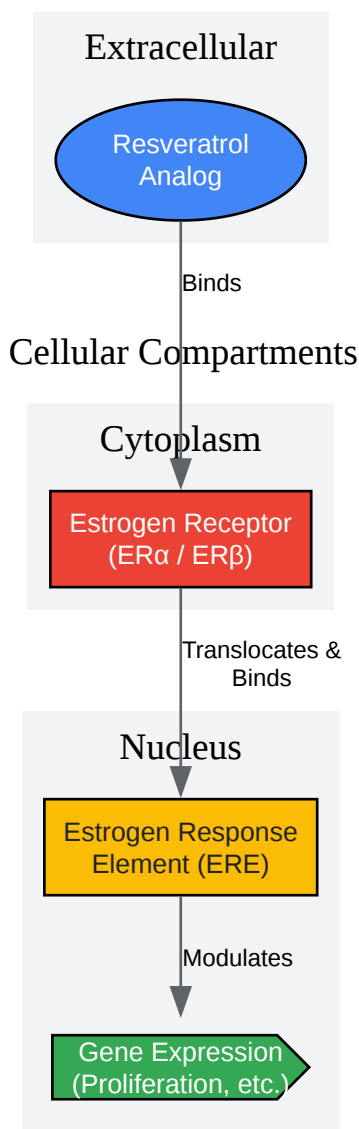 Extracellular
Resveratrol
Analog
Binds
Cellular Compartments
Cytoplasm
Estrogen Receptor
(ERα / ERβ)
Translocates &
Binds
Nucleus
Estrogen Response
Element (ERE)
Modulates
Gene Expression
(Proliferation, etc.)